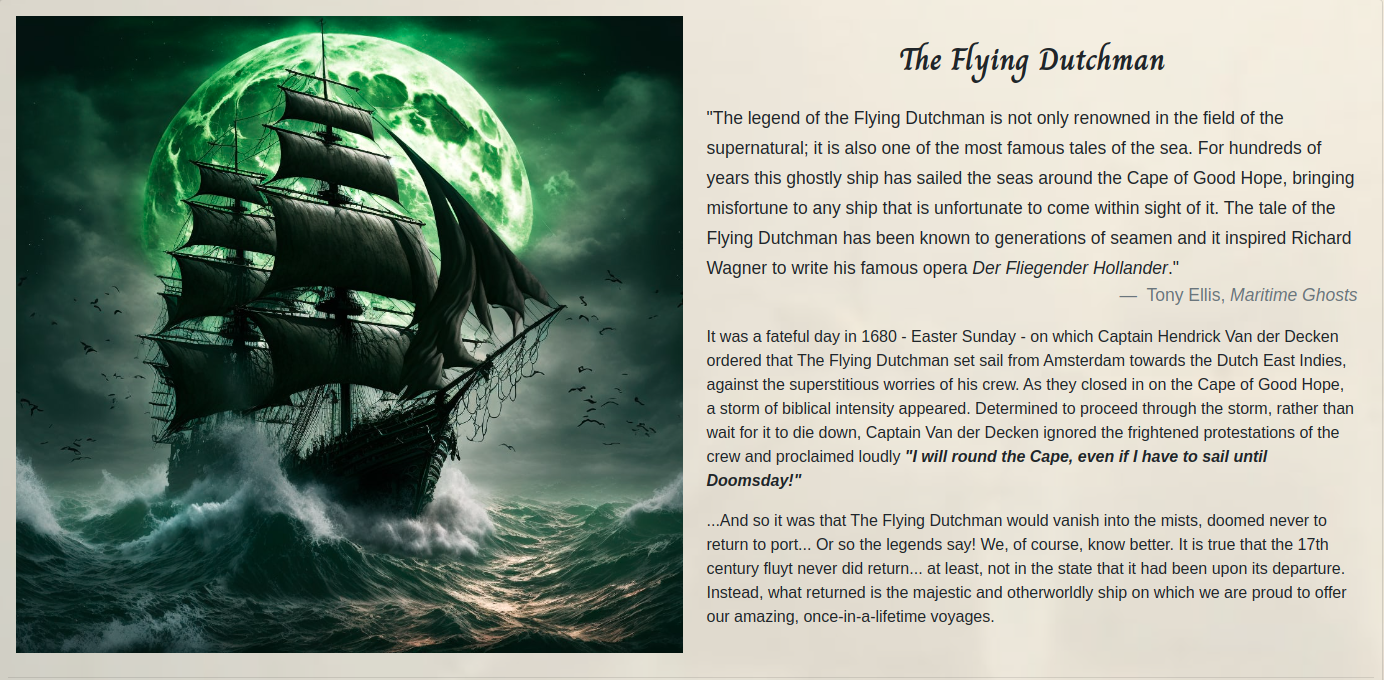 The Flying Dutchman
"The legend of the Flying Dutchman is not only renowned in the field of the
supernatural; it is also one of the most famous tales of the sea. For hundreds of
years this ghostly ship has sailed the seas around the Cape of Good Hope, bringing
misfortune to any ship that is unfortunate to come within sight of it. The tale of the
Flying Dutchman has been known to generations of seamen and it inspired Richard
Wagner to write his famous opera Der Fliegender Hollander."
— Tony Ellis, Maritime Ghosts
It was a fateful day in 1680 - Easter Sunday - on which Captain Hendrick Van der Decken
ordered that The Flying Dutchman set sail from Amsterdam towards the Dutch East Indies,
against the superstitious worries of his crew. As they closed in on the Cape of Good Hope,
a storm of biblical intensity appeared. Determined to proceed through the storm, rather than
wait for it to die down, Captain Van der Decken ignored the frightened protestations of the
crew and proclaimed loudly "I will round the Cape, even if I have to sail until
Doomsday!"
...And so it was that The Flying Dutchman would vanish into the mists, doomed never to
return to port... Or so the legends say! We, of course, know better. It is true that the 17th
century fluyt never did return... at least, not in the state that it had been upon its departure.
Instead, what returned is the majestic and otherworldly ship on which we are proud to offer
our amazing, once-in-a-lifetime voyages.